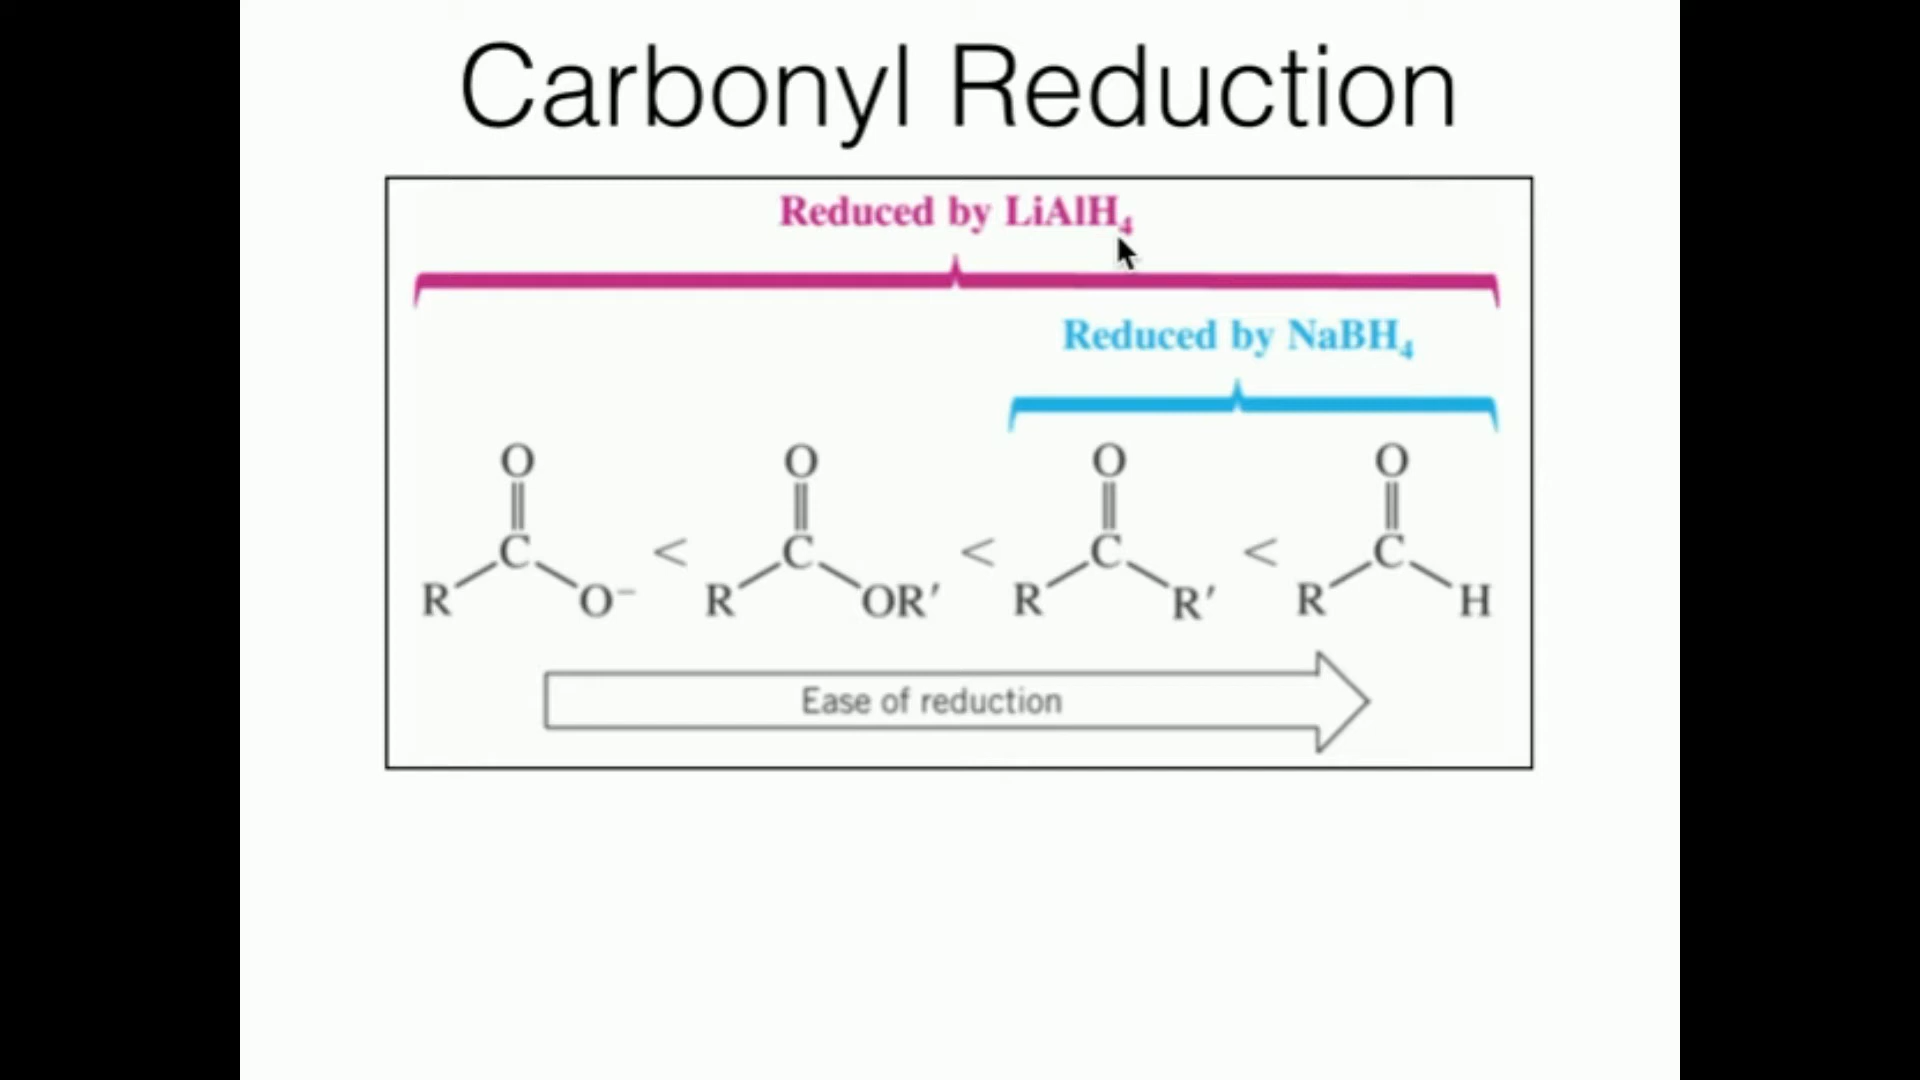 Carbonyl Reduction
Reduced by LiAlH₄
Reduced by NaBH₄
O O O O
C < C < C < C
R O⁻ R OR′ R R′ R H
Ease of reduction